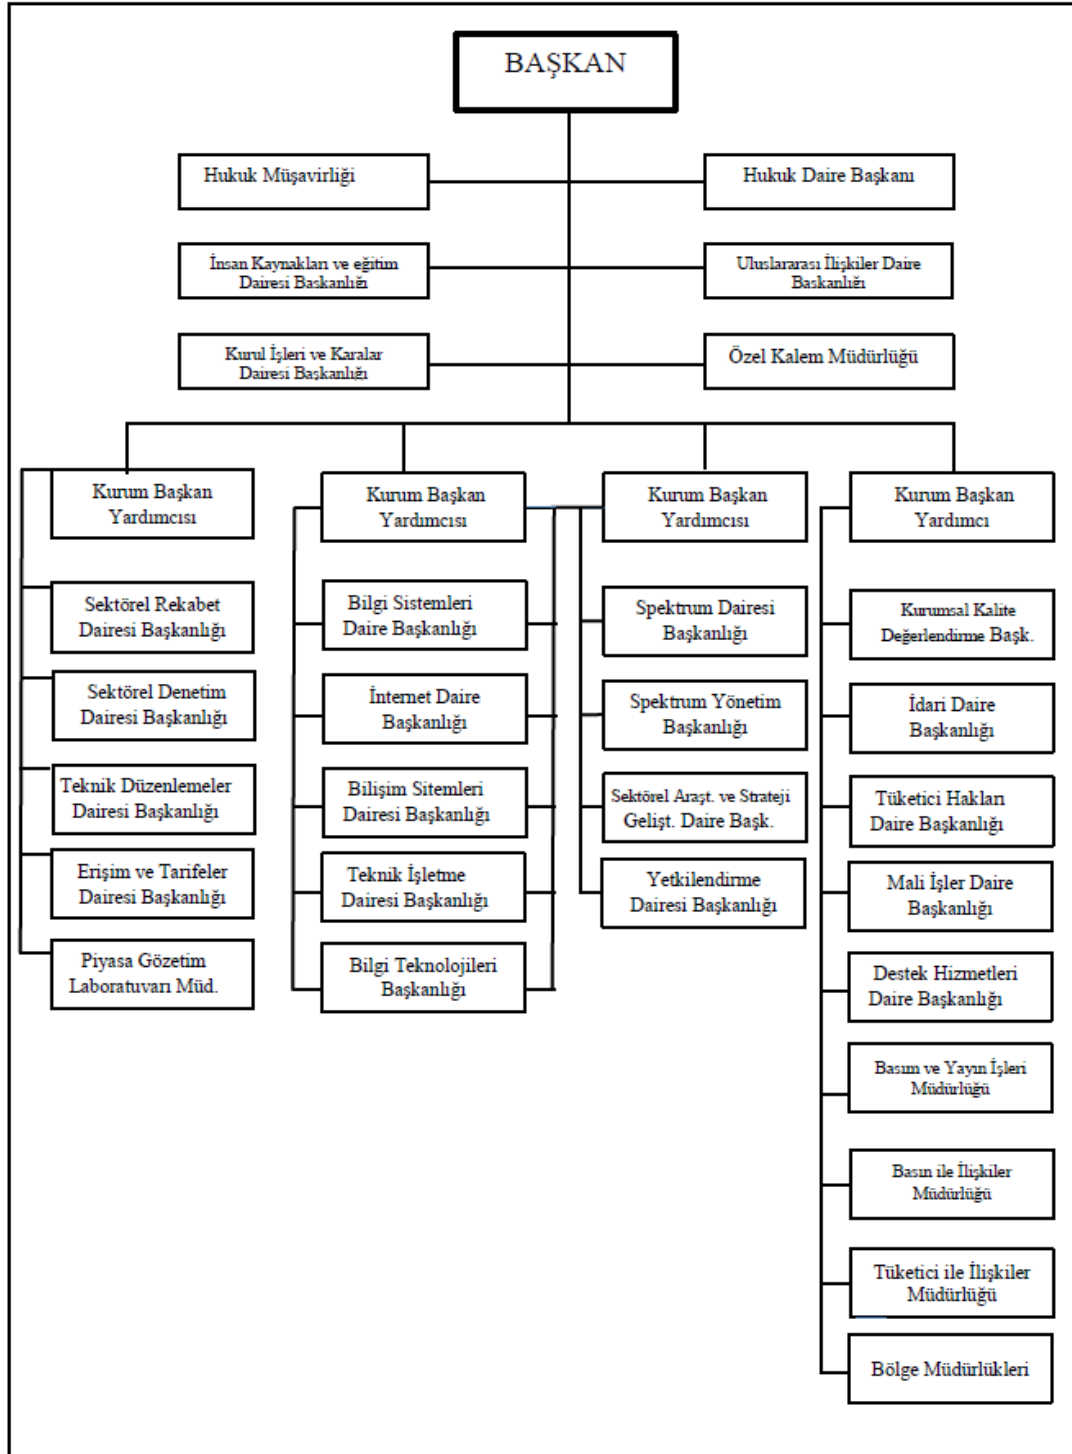 BAŞKAN
Hukuk Müşavirliği
Hukuk Daire Başkanı
İnsan Kaynakları ve eğitim
Dairesi Baskanlığı
Uluslararası İlişkiler Daire
Baskanlığı
Kurul İşleri ve Karalar
Dairesi Başkanlığı
Özel Kalem Müdürlüğü
Kurum Başkan
Yardımcısı
Sektörel Rekabet
Dairesi Başkanlığı
Sektörel Denetim
Dairesi Başkanlığı
Teknik Düzenlemeler
Dairesi Başkanlığı
Erişim ve Tarifeler
Dairesi Başkanlığı
Piyasa Gözetim
Laboratuvarı Müd.
Kurum Başkan
Yardımcısı
Bilgi Sistemleri
Daire Başkanlığı
İnternet Daire
Başkanlığı
Bilişim Sitemleri
Dairesi Başkanlığı
Teknik İşletme
Dairesi Başkanlığı
Bilgi Teknolojileri
Başkanlığı
Kurum Başkan
Yardımcısı
Spektrum Dairesi
Başkanlığı
Spektrum Yönetim
Başkanlığı
Sektörel Araşt. ve Strateji
Gelişt. Daire Başk.
Yetkilendirme
Dairesi Başkanlığı
Kurum Başkan
Yardımcı
Kurumsal Kalite
Değerlendirme Başk.
İdari Daire
Başkanlığı
Tüketici Hakları
Daire Başkanlığı
Mali İşler Daire
Başkanlığı
Destek Hizmetleri
Daire Başkanlığı
Basım ve Yayın İşleri
Müdürlüğü
Basın ile İlişkiler
Müdürlüğü
Tüketici ile İlişkiler
Müdürlüğü
Bölge Müdürlükleri